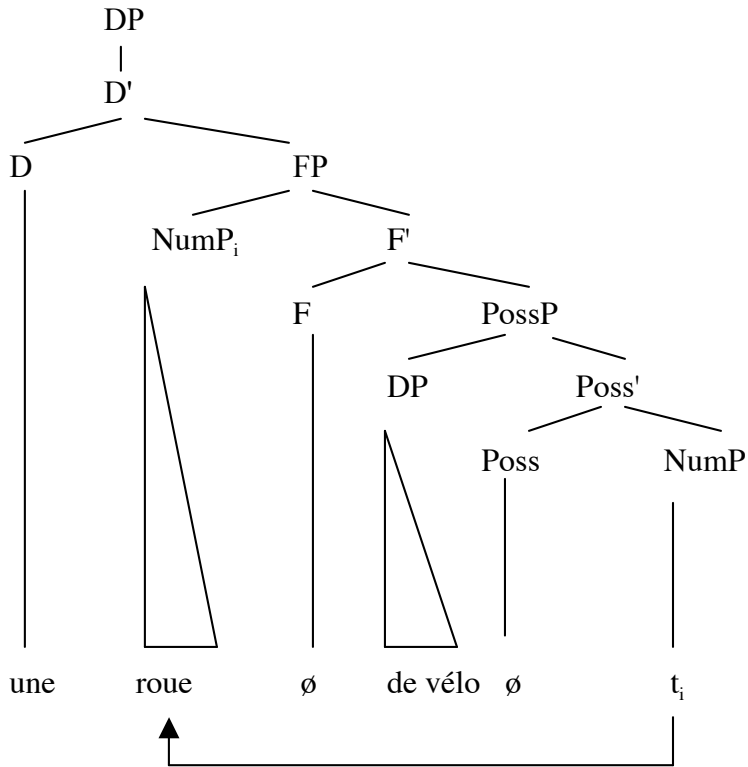 DP
D'
D FP
NumPᵢ F'
F PossP
DP Poss'
Poss NumP
une roue ø de vélo ø tᵢ